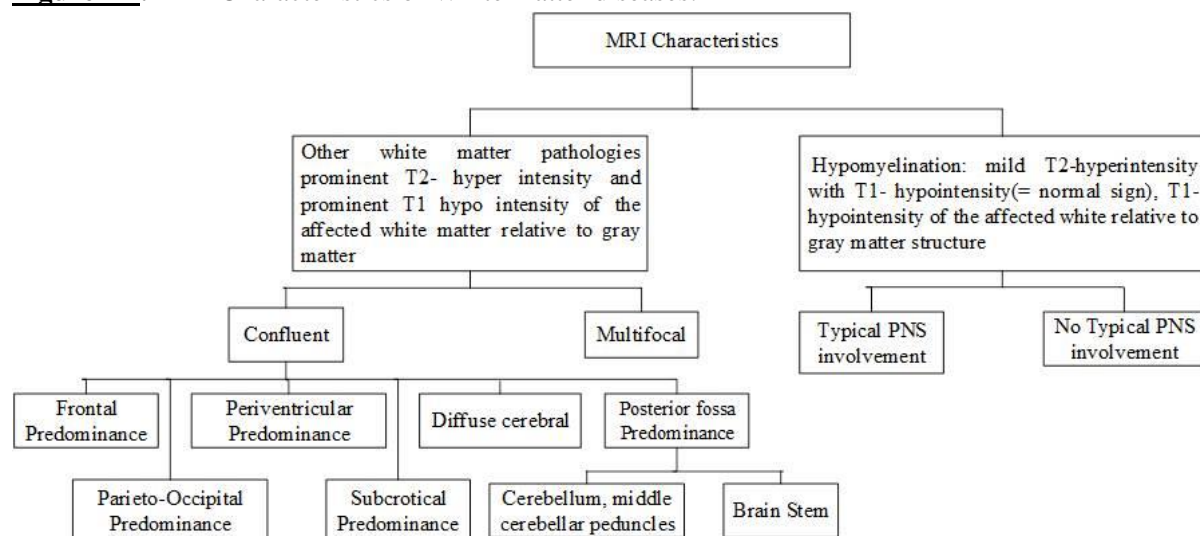 MRI Characteristics
Other white matter pathologies
prominent T2- hyper intensity and
prominent T1 hypo intensity of the
affected white matter relative to gray
matter
Hypomyelination: mild T2-hyperintensity
with T1- hypointensity(= normal sign), T1-
hypointensity of the affected white relative to
gray matter structure
Confluent
Multifocal
Typical PNS
involvement
No Typical PNS
involvement
Frontal
Predominance
Periventricular
Predominance
Diffuse cerebral
Posterior fossa
Predominance
Parieto-Occipital
Predominance
Subcrotical
Predominance
Cerebellum, middle
cerebellar peduncles
Brain Stem